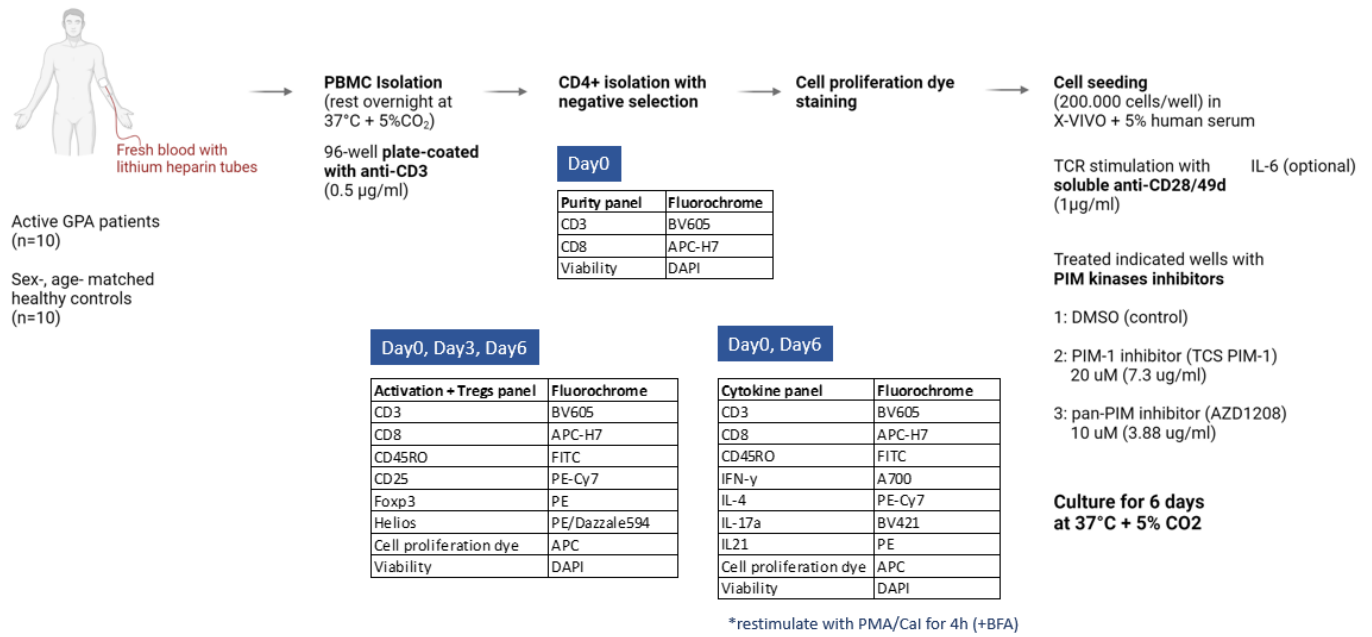 Fresh blood with
lithium heparin tubes
Active GPA patients
(n=10)
Sex-, age- matched
healthy controls
(n=10)
PBMC Isolation
(rest overnight at
37°C + 5%CO₂)
96-well plate-coated
with anti-CD3
(0.5 µg/ml)
CD4+ isolation with
negative selection
Day0
Purity panel Fluorochrome
CD3 BV605
CD8 APC-H7
Viability DAPI
Cell proliferation dye
staining
Cell seeding
(200.000 cells/well) in
X-VIVO + 5% human serum
TCR stimulation with IL-6 (optional)
soluble anti-CD28/49d
(1µg/ml)
Treated indicated wells with
PIM kinases inhibitors
1: DMSO (control)
2: PIM-1 inhibitor (TCS PIM-1)
20 uM (7.3 ug/ml)
3: pan-PIM inhibitor (AZD1208)
10 uM (3.88 ug/ml)
Culture for 6 days
at 37°C + 5% CO2
Day0, Day3, Day6
Activation + Tregs panel Fluorochrome
CD3 BV605
CD8 APC-H7
CD45RO FITC
CD25 PE-Cy7
Foxp3 PE
Helios PE/Dazzale594
Cell proliferation dye APC
Viability DAPI
Day0, Day6
Cytokine panel Fluorochrome
CD3 BV605
CD8 APC-H7
CD45RO FITC
IFN-y A700
IL-4 PE-Cy7
IL-17a BV421
IL21 PE
Cell proliferation dye APC
Viability DAPI
*restimulate with PMA/CaI for 4h (+BFA)